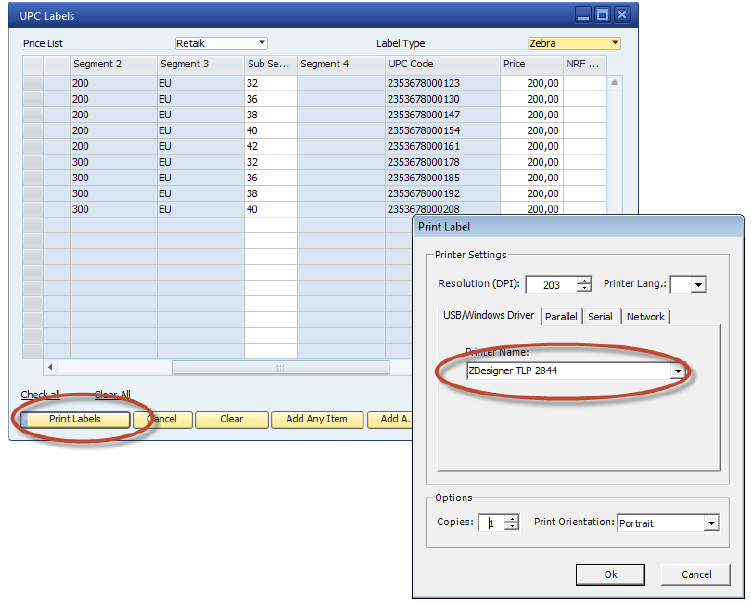 UPC Labels
Price List Retaik Label Type Zebra
Segment 2 Segment 3 Sub Se... Segment 4 UPC Code Price NRF ...
200 EU 32 2353678000123 200,00
200 EU 36 2353678000130 200,00
200 EU 38 2353678000147 200,00
200 EU 40 2353678000154 200,00
200 EU 42 2353678000161 200,00
300 EU 32 2353678000178 200,00
300 EU 36 2353678000185 200,00
300 EU 38 2353678000192 200,00
300 EU 40 2353678000208 200,00
Check all Clear All
Print Labels Cancel Clear Add Any Item Add A.
Print Label
Printer Settings
Resolution (DPI): 203 Printer Lang.:
USB/Windows Driver Parallel Serial Network
Printer Name:
ZDesigner TLP 2844
Options
Copies: 1 Print Orientation: Portrait
Ok Cancel